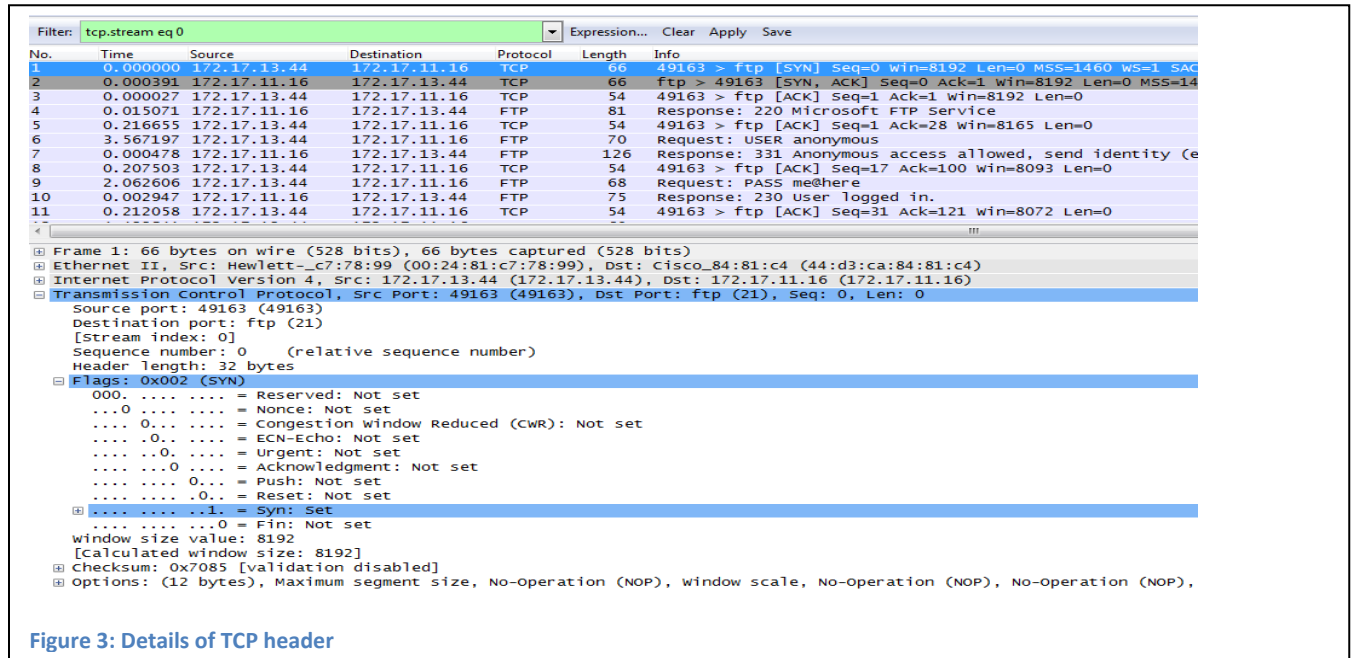 Filter: tcp.stream eq 0 Expression... Clear Apply Save
No. Time Source Destination Protocol Length Info
1 0.000000 172.17.13.44 172.17.11.16 TCP 66 49163 > ftp [SYN] Seq=0 Win=8192 Len=0 MSS=1460 WS=1 SAC
2 0.000391 172.17.11.16 172.17.13.44 TCP 66 ftp > 49163 [SYN, ACK] Seq=0 Ack=1 Win=8192 Len=0 MSS=14
3 0.000027 172.17.13.44 172.17.11.16 TCP 54 49163 > ftp [ACK] Seq=1 Ack=1 Win=8192 Len=0
4 0.015071 172.17.11.16 172.17.13.44 FTP 81 Response: 220 Microsoft FTP Service
5 0.216655 172.17.13.44 172.17.11.16 TCP 54 49163 > ftp [ACK] Seq=1 Ack=28 Win=8165 Len=0
6 3.567197 172.17.13.44 172.17.11.16 FTP 70 Request: USER anonymous
7 0.000478 172.17.11.16 172.17.13.44 FTP 126 Response: 331 Anonymous access allowed, send identity (e
8 0.207503 172.17.13.44 172.17.11.16 TCP 54 49163 > ftp [ACK] Seq=17 Ack=100 Win=8093 Len=0
9 2.062606 172.17.13.44 172.17.11.16 FTP 68 Request: PASS me@here
10 0.002947 172.17.11.16 172.17.13.44 FTP 75 Response: 230 User logged in.
11 0.212058 172.17.13.44 172.17.11.16 TCP 54 49163 > ftp [ACK] Seq=31 Ack=121 Win=8072 Len=0
Frame 1: 66 bytes on wire (528 bits), 66 bytes captured (528 bits)
Ethernet II, Src: Hewlett-_c7:78:99 (00:24:81:c7:78:99), Dst: Cisco_84:81:c4 (44:d3:ca:84:81:c4)
Internet Protocol Version 4, Src: 172.17.13.44 (172.17.13.44), Dst: 172.17.11.16 (172.17.11.16)
Transmission Control Protocol, Src Port: 49163 (49163), Dst Port: ftp (21), Seq: 0, Len: 0
Source port: 49163 (49163)
Destination port: ftp (21)
[Stream index: 0]
Sequence number: 0 (relative sequence number)
Header length: 32 bytes
Flags: 0x002 (SYN)
000. .... .... = Reserved: Not set
...0 .... .... = Nonce: Not set
.... 0... .... = Congestion Window Reduced (CWR): Not set
.... .0.. .... = ECN-Echo: Not set
.... ..0. .... = Urgent: Not set
.... ...0 .... = Acknowledgment: Not set
.... .... 0... = Push: Not set
.... .... .0.. = Reset: Not set
.... .... ..1. = Syn: Set
.... .... ...0 = Fin: Not set
Window size value: 8192
[Calculated window size: 8192]
Checksum: 0x7085 [validation disabled]
Options: (12 bytes), Maximum segment size, No-Operation (NOP), Window scale, No-Operation (NOP), No-Operation (NOP),
Figure 3: Details of TCP header